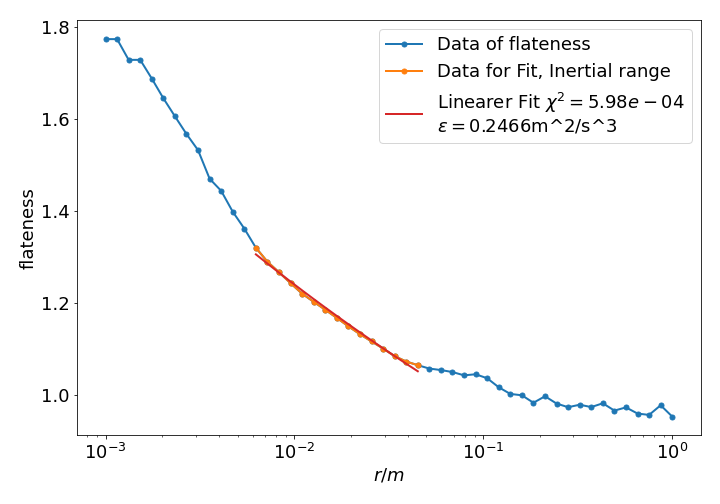 1.8
1.6
1.4
1.2
1.0
flateness
Data of flateness
Data for Fit, Inertial range
Linearer Fit χ² = 5.98e − 04
ε = 0.2466m^2/s^3
10⁻³ 10⁻² 10⁻¹ 10⁰
r/m